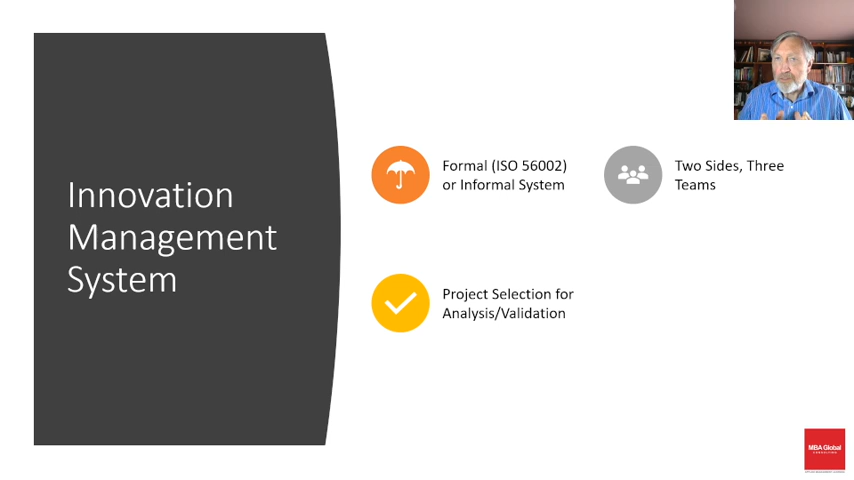 Innovation
Management
System
Formal (ISO 56002)
or Informal System
Two Sides, Three
Teams
Project Selection for
Analysis/Validation
MBA Global
CONSULTING